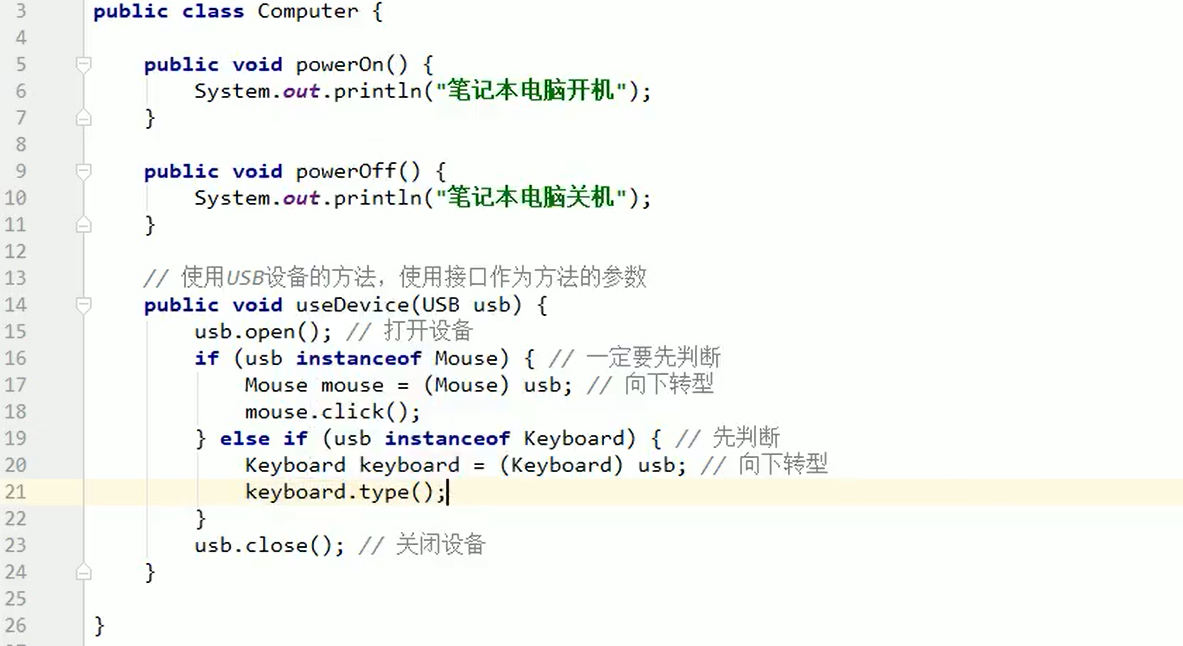 3 public class Computer {
4
5     public void powerOn() {
6         System.out.println("笔记本电脑开机");
7     }
8
9     public void powerOff() {
10         System.out.println("笔记本电脑关机");
11     }
12
13     // 使用USB设备的方法，使用接口作为方法的参数
14     public void useDevice(USB usb) {
15         usb.open(); // 打开设备
16         if (usb instanceof Mouse) { // 一定要先判断
17             Mouse mouse = (Mouse) usb; // 向下转型
18             mouse.click();
19         } else if (usb instanceof Keyboard) { // 先判断
20             Keyboard keyboard = (Keyboard) usb; // 向下转型
21             keyboard.type();
22         }
23         usb.close(); // 关闭设备
24     }
25
26 }